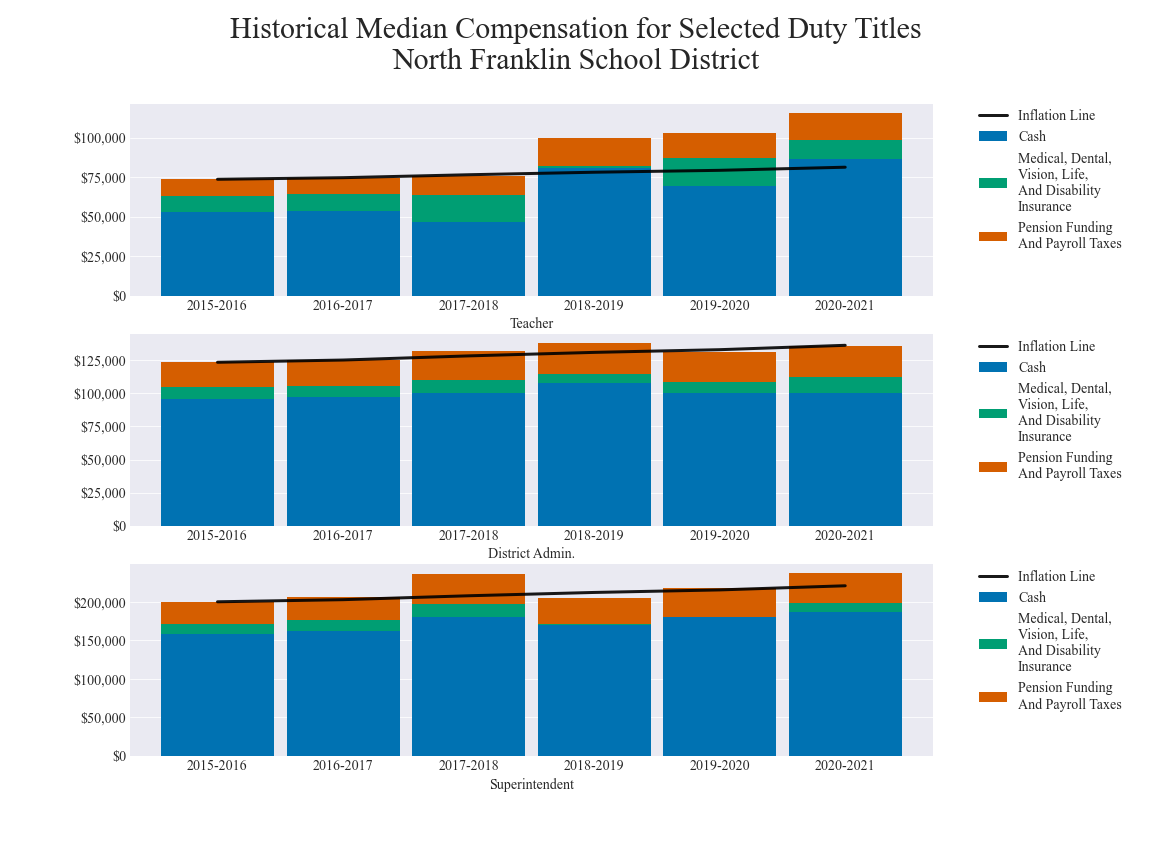 Historical Median Compensation for Selected Duty Titles
North Franklin School District
$100,000
$75,000
$50,000
$25,000
$0
2015-2016 2016-2017 2017-2018 2018-2019 2019-2020 2020-2021
Teacher
Inflation Line
Cash
Medical, Dental,
Vision, Life,
And Disability
Insurance
Pension Funding
And Payroll Taxes
$125,000
$100,000
$75,000
$50,000
$25,000
$0
2015-2016 2016-2017 2017-2018 2018-2019 2019-2020 2020-2021
District Admin.
Inflation Line
Cash
Medical, Dental,
Vision, Life,
And Disability
Insurance
Pension Funding
And Payroll Taxes
$200,000
$150,000
$100,000
$50,000
$0
2015-2016 2016-2017 2017-2018 2018-2019 2019-2020 2020-2021
Superintendent
Inflation Line
Cash
Medical, Dental,
Vision, Life,
And Disability
Insurance
Pension Funding
And Payroll Taxes